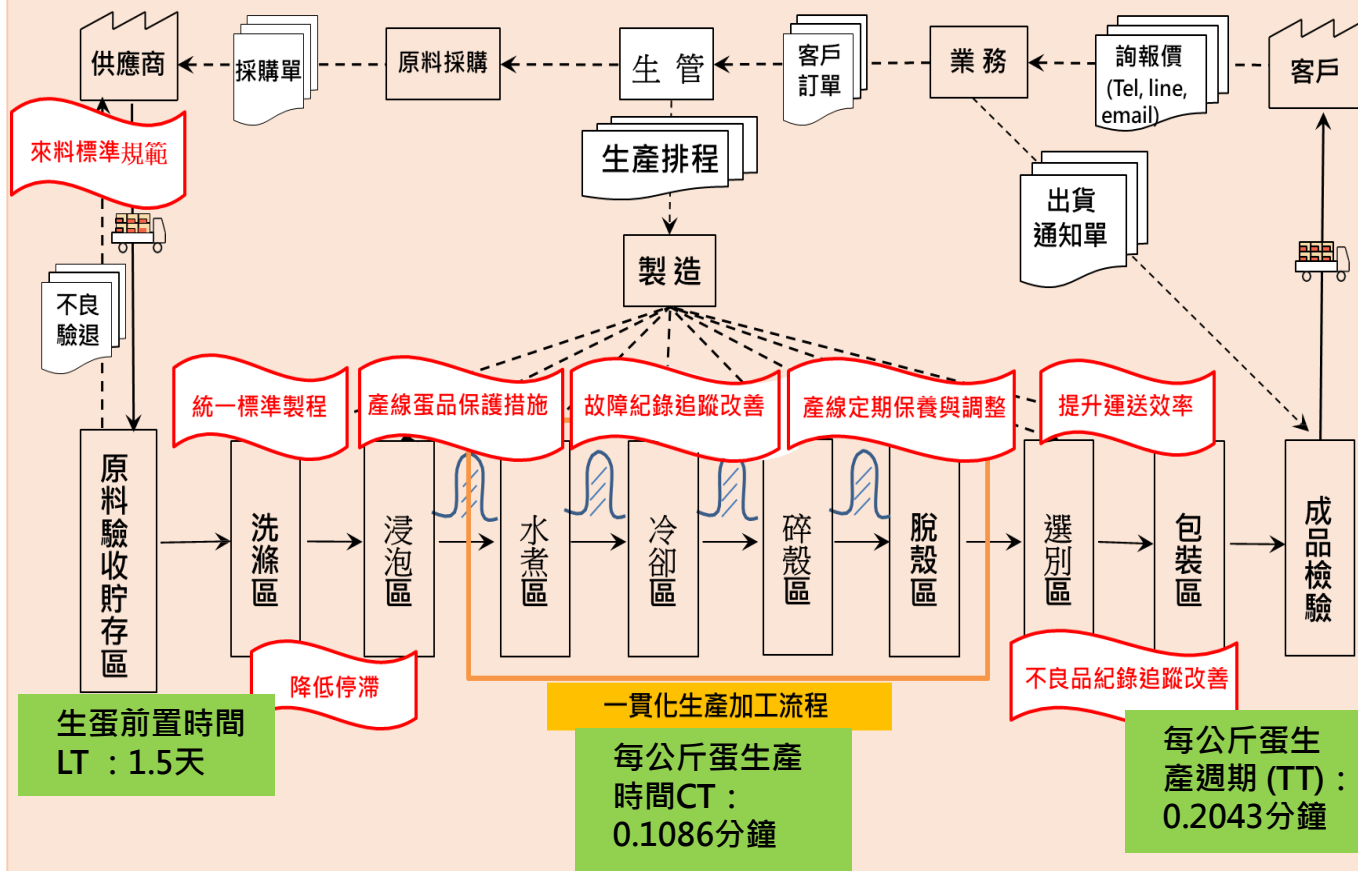 供應商
採購單
原料採購
生管
客戶
訂單
業務
詢報價
(Tel, line,
email)
客戶
來料標準規範
生產排程
出貨
通知單
製造
不良
驗退
統一標準製程
產線蛋品保護措施
故障紀錄追蹤改善
產線定期保養與調整
提升運送效率
原料驗收貯存區
洗滌區
浸泡區
水煮區
冷卻區
碎殼區
脫殼區
選別區
包裝區
成品檢驗
降低停滯
不良品紀錄追蹤改善
一貫化生產加工流程
生蛋前置時間
LT ：1.5天
每公斤蛋生產
時間CT：
0.1086分鐘
每公斤蛋生
產週期 (TT)：
0.2043分鐘